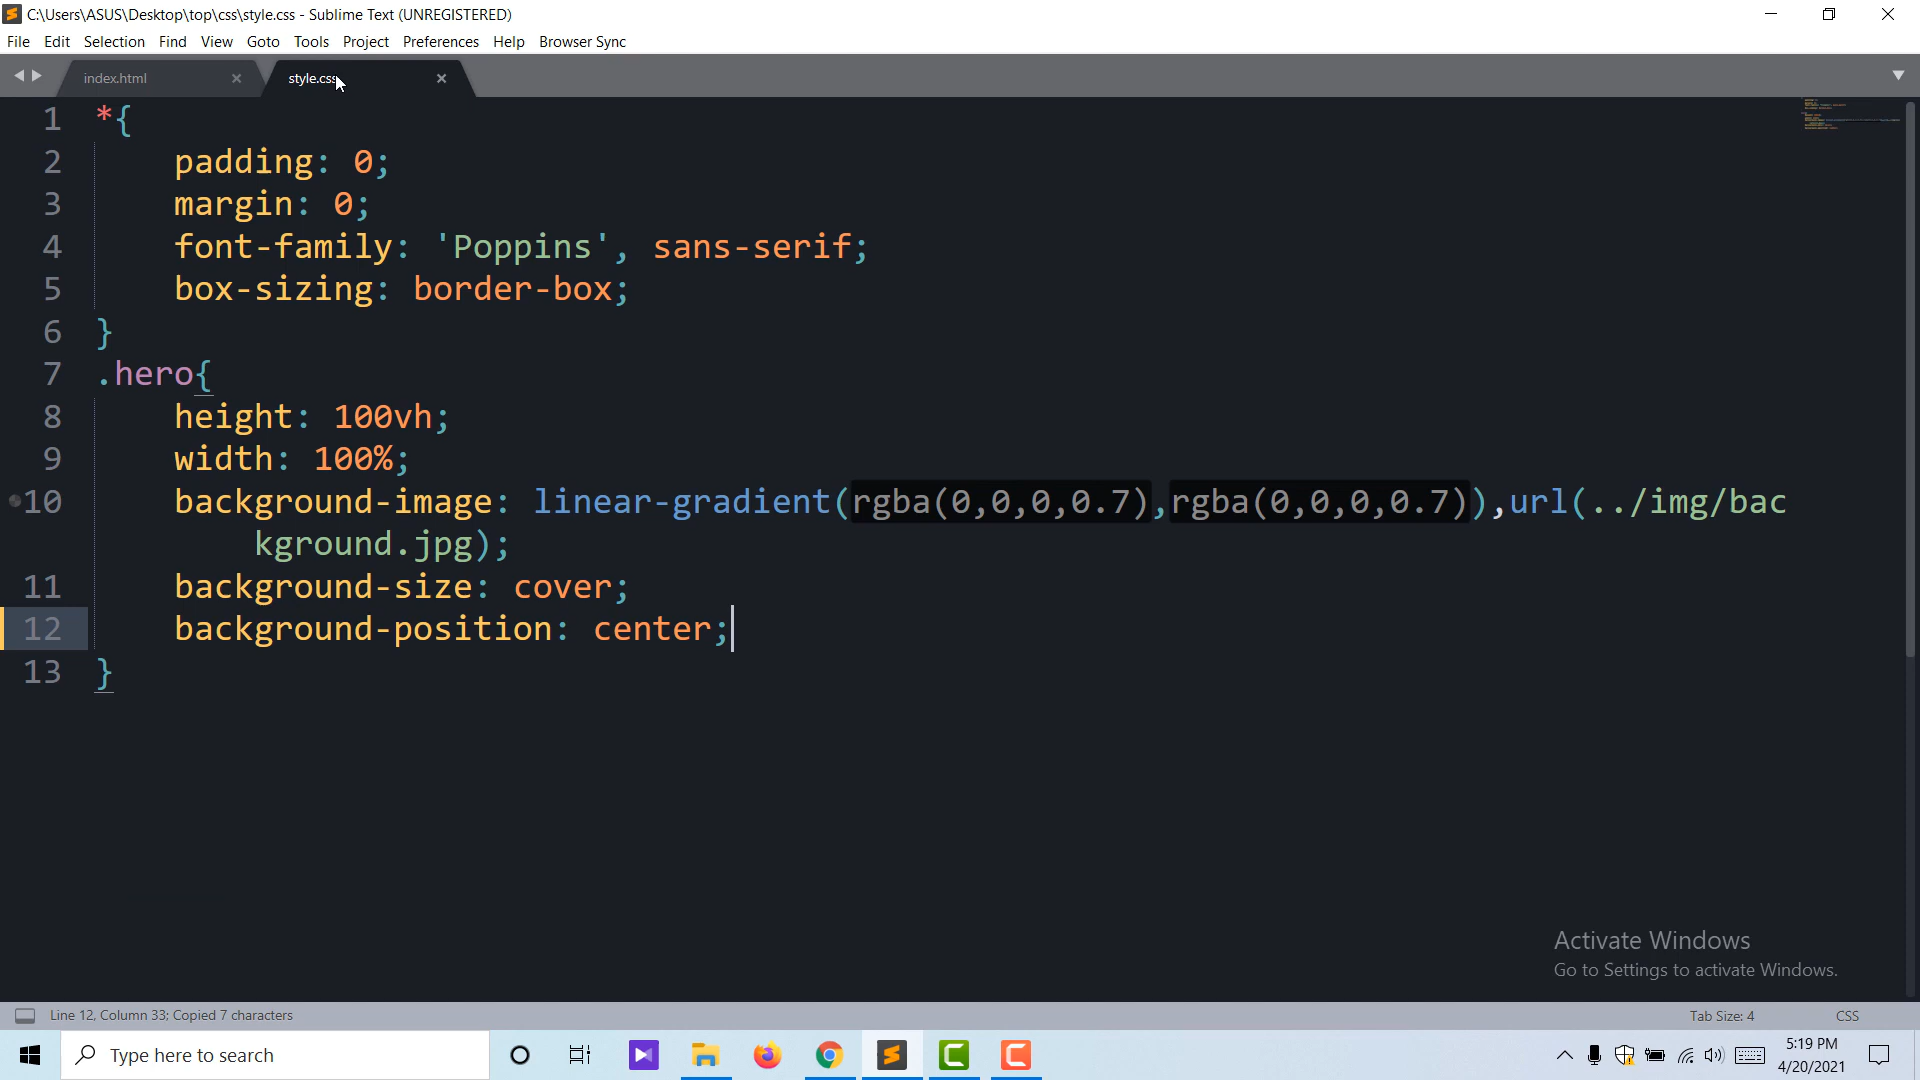 C:\Users\ASUS\Desktop\top\css\style.css - Sublime Text (UNREGISTERED)
File Edit Selection Find View Goto Tools Project Preferences Help Browser Sync
index.html × style.css ×
1 *{
2 padding: 0;
3 margin: 0;
4 font-family: 'Poppins', sans-serif;
5 box-sizing: border-box;
6 }
7 .hero{
8 height: 100vh;
9 width: 100%;
10 background-image: linear-gradient(rgba(0,0,0,0.7),rgba(0,0,0,0.7)),url(../img/bac
kground.jpg);
11 background-size: cover;
12 background-position: center;
13 }
Activate Windows
Go to Settings to activate Windows.
Line 12, Column 33; Copied 7 characters Tab Size: 4 CSS
Type here to search
5:19 PM
4/20/2021